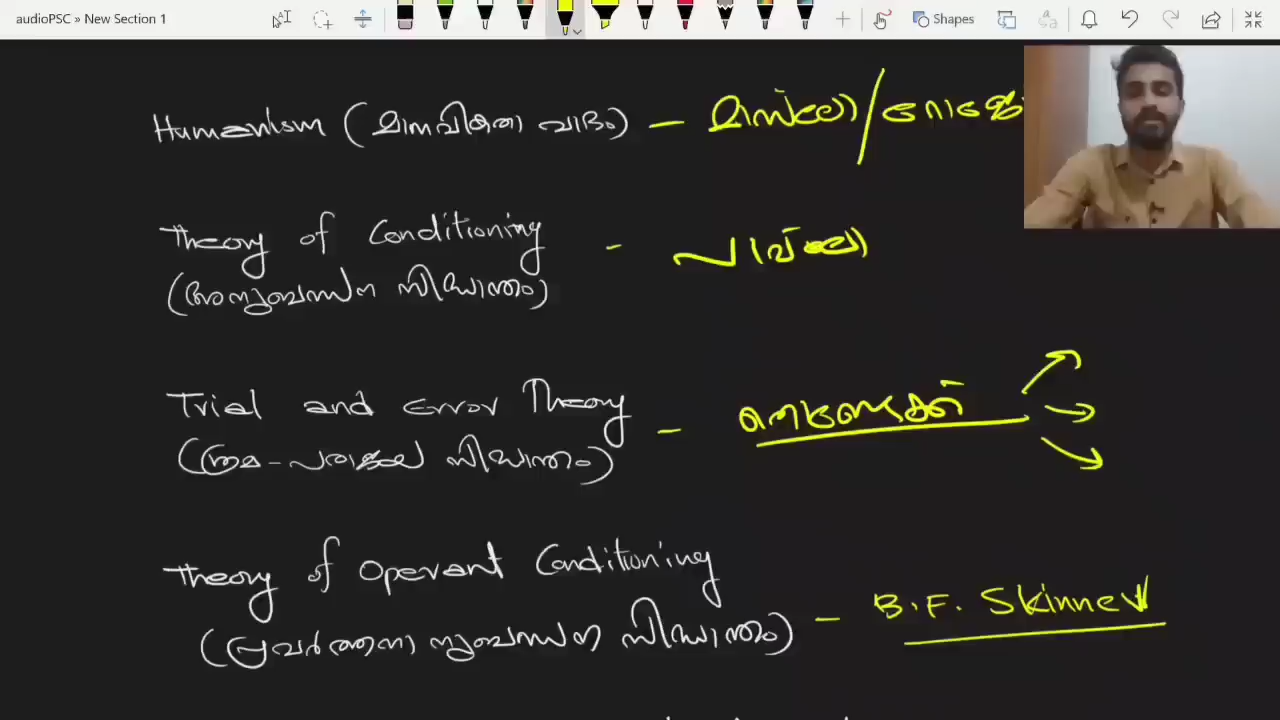 audioPSC » New Section 1
Shapes
Humanism (മാനവികതാ വാദം) – മാസ്ലോ /
Theory of Conditioning – പാവ്ലോ
(അനുബന്ധന സിദ്ധാന്തം)
Trial and Error Theory – തോണ്ടൈക്ക്
(ശ്രമ-പരാജയ സിദ്ധാന്തം)
Theory of Operant Conditioning
(പ്രവർത്തനാനുബന്ധന സിദ്ധാന്തം) – B.F. Skinner